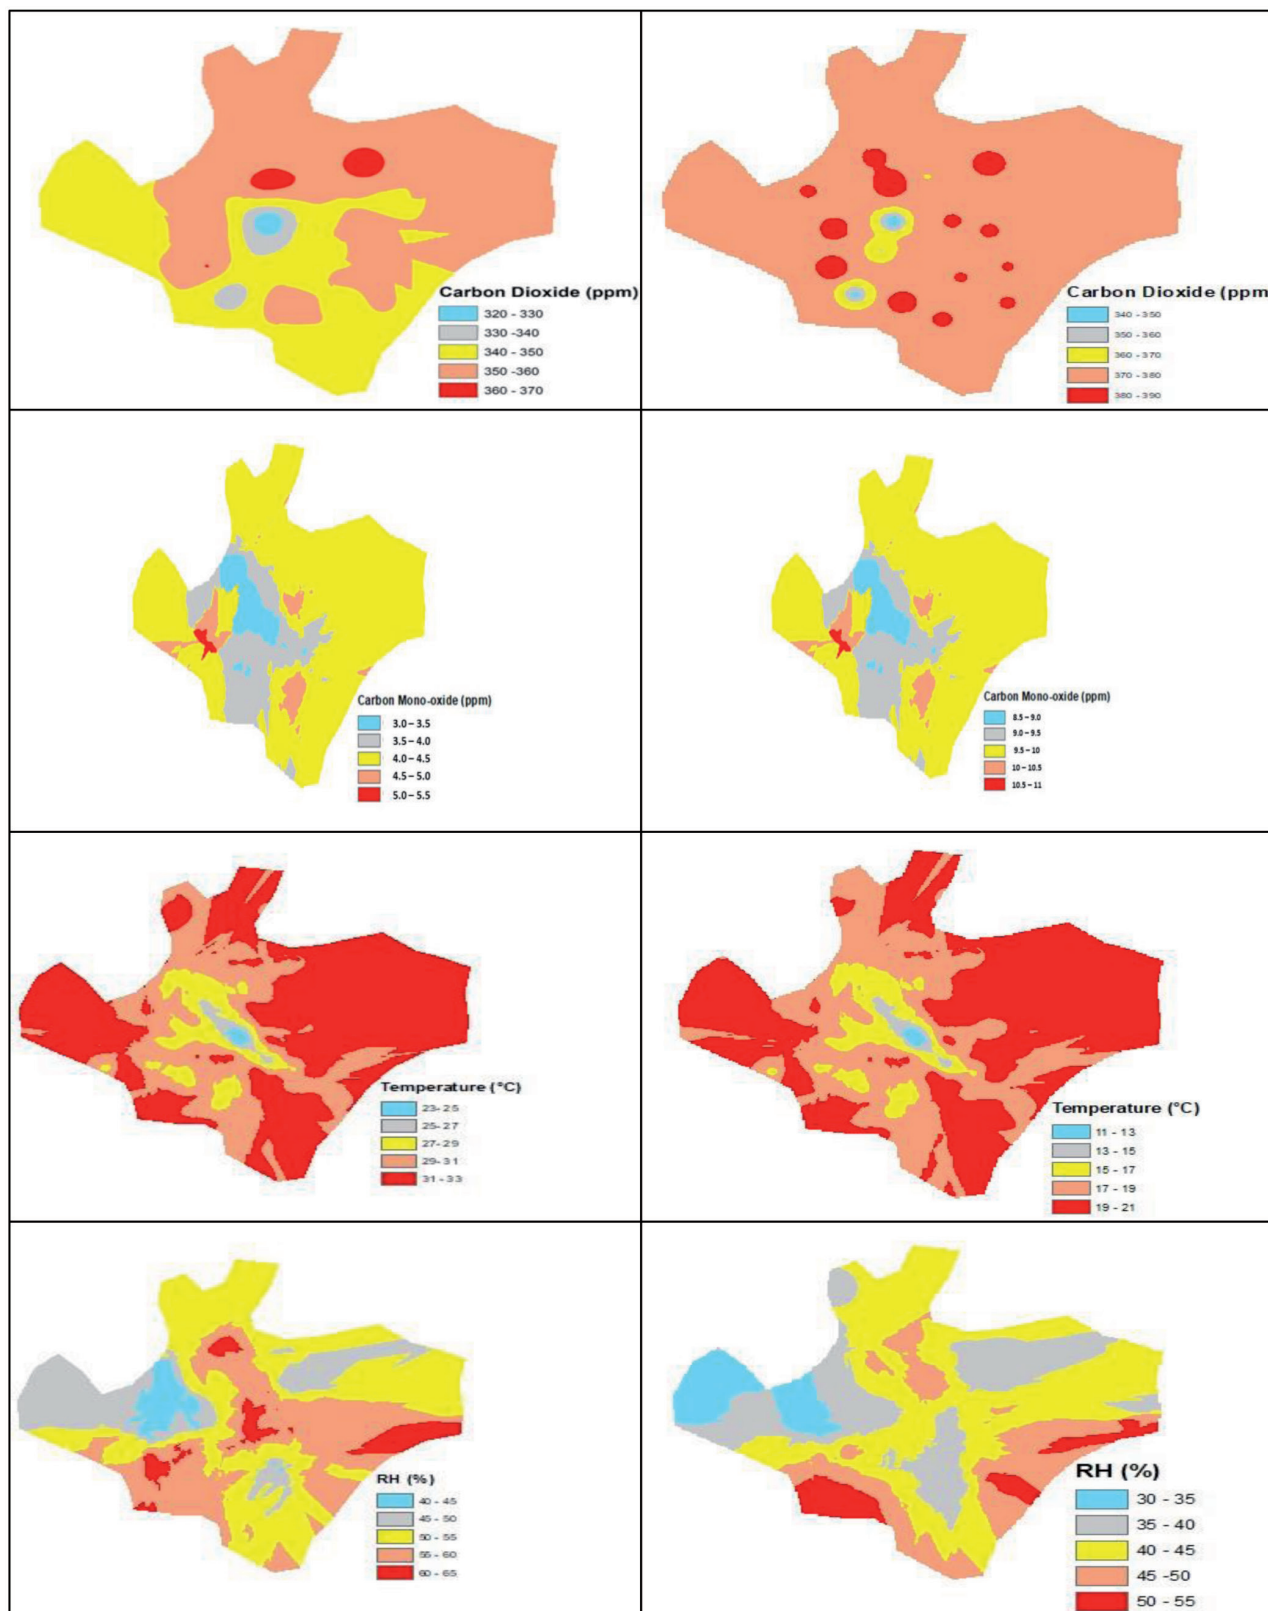 Carbon Dioxide (ppm)
320 - 330
330 -340
340 - 350
350 -360
360 - 370
Carbon Dioxide (ppm
340 - 350
350 - 360
360 - 370
370 - 380
380 - 390
Carbon Mono-oxide (ppm)
3.0 – 3.5
3.5 – 4.0
4.0 – 4.5
4.5 – 5.0
5.0 – 5.5
Carbon Mono-oxide (ppm)
8.5 – 9.0
9.0 – 9.5
9.5 – 10
10 – 10.5
10.5 – 11
Temperature (°C)
23- 25
25- 27
27- 29
29- 31
31 - 33
Temperature (°C)
11 - 13
13 - 15
15 - 17
17 - 19
19 - 21
RH (%)
40 - 45
45 - 50
50 - 55
55 - 60
60 - 65
RH (%)
30 - 35
35 - 40
40 - 45
45 -50
50 - 55